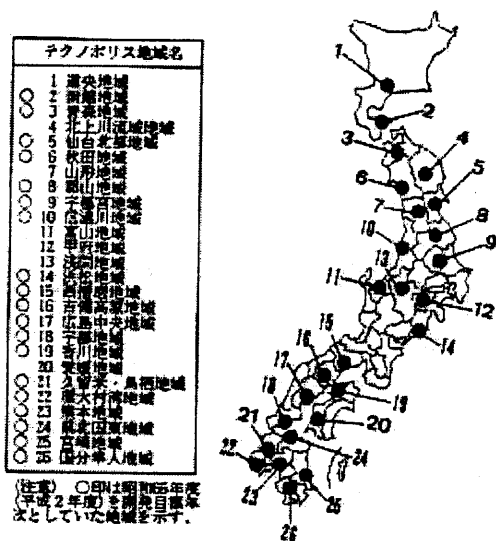 テクノポリス地域名
1 道央地域
○ 2 函館地域
○ 3 青森地域
4 北上川流域地域
○ 5 仙台北部地域
○ 6 秋田地域
7 山形地域
○ 8 郡山地域
○ 9 宇都宮地域
○ 10 信濃川地域
11 富山地域
12 甲府地域
13 浅間地域
○ 14 浜松地域
○ 15 西播磨地域
○ 16 吉備高原地域
○ 17 広島中央地域
○ 18 宇部地域
○ 19 香川地域
20 愛媛地域
○ 21 久留米・鳥栖地域
○ 22 環大村湾地域
○ 23 熊本地域
○ 24 県北国東地域
○ 25 宮崎地域
○ 26 国分隼人地域
(注意) ○印は昭和65年度
(平成2年度)を開発目標年
次としていた地域を示す。
1
2
3
4
6
5
7
8
10
9
13
11
12
14
15
16
17
19
18
20
21
24
22
23
25
26